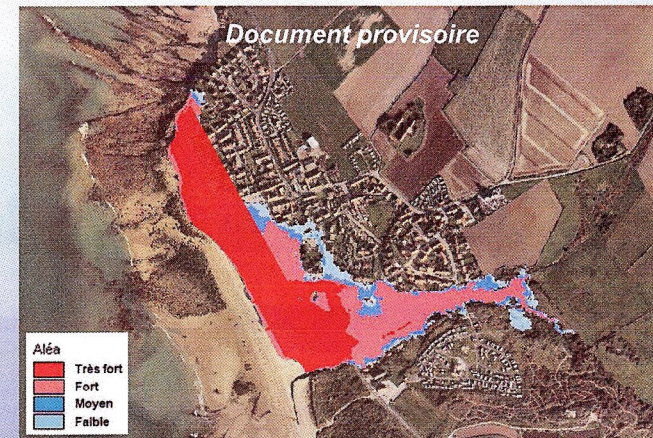 Document provisoire
Aléa
Très fort
Fort
Moyen
Faible